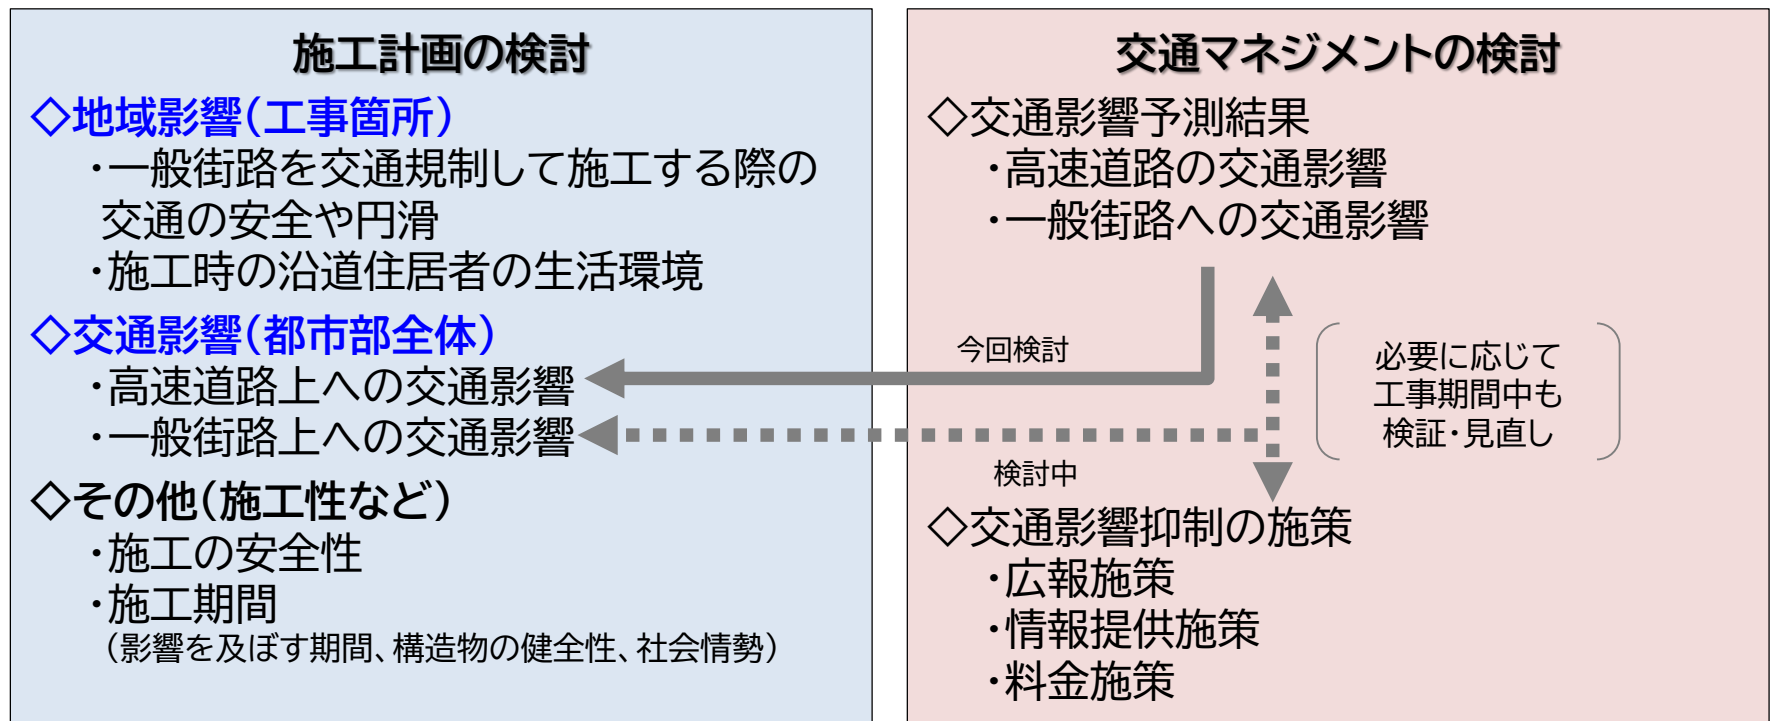 施工計画の検討
◇地域影響(工事箇所)
・一般街路を交通規制して施工する際の
交通の安全や円滑
・施工時の沿道住居者の生活環境
◇交通影響(都市部全体)
・高速道路上への交通影響
・一般街路上への交通影響
◇その他(施工性など)
・施工の安全性
・施工期間
(影響を及ぼす期間、構造物の健全性、社会情勢)
交通マネジメントの検討
◇交通影響予測結果
・高速道路の交通影響
・一般街路への交通影響
今回検討
必要に応じて
工事期間中も
検証・見直し
検討中
◇交通影響抑制の施策
・広報施策
・情報提供施策
・料金施策